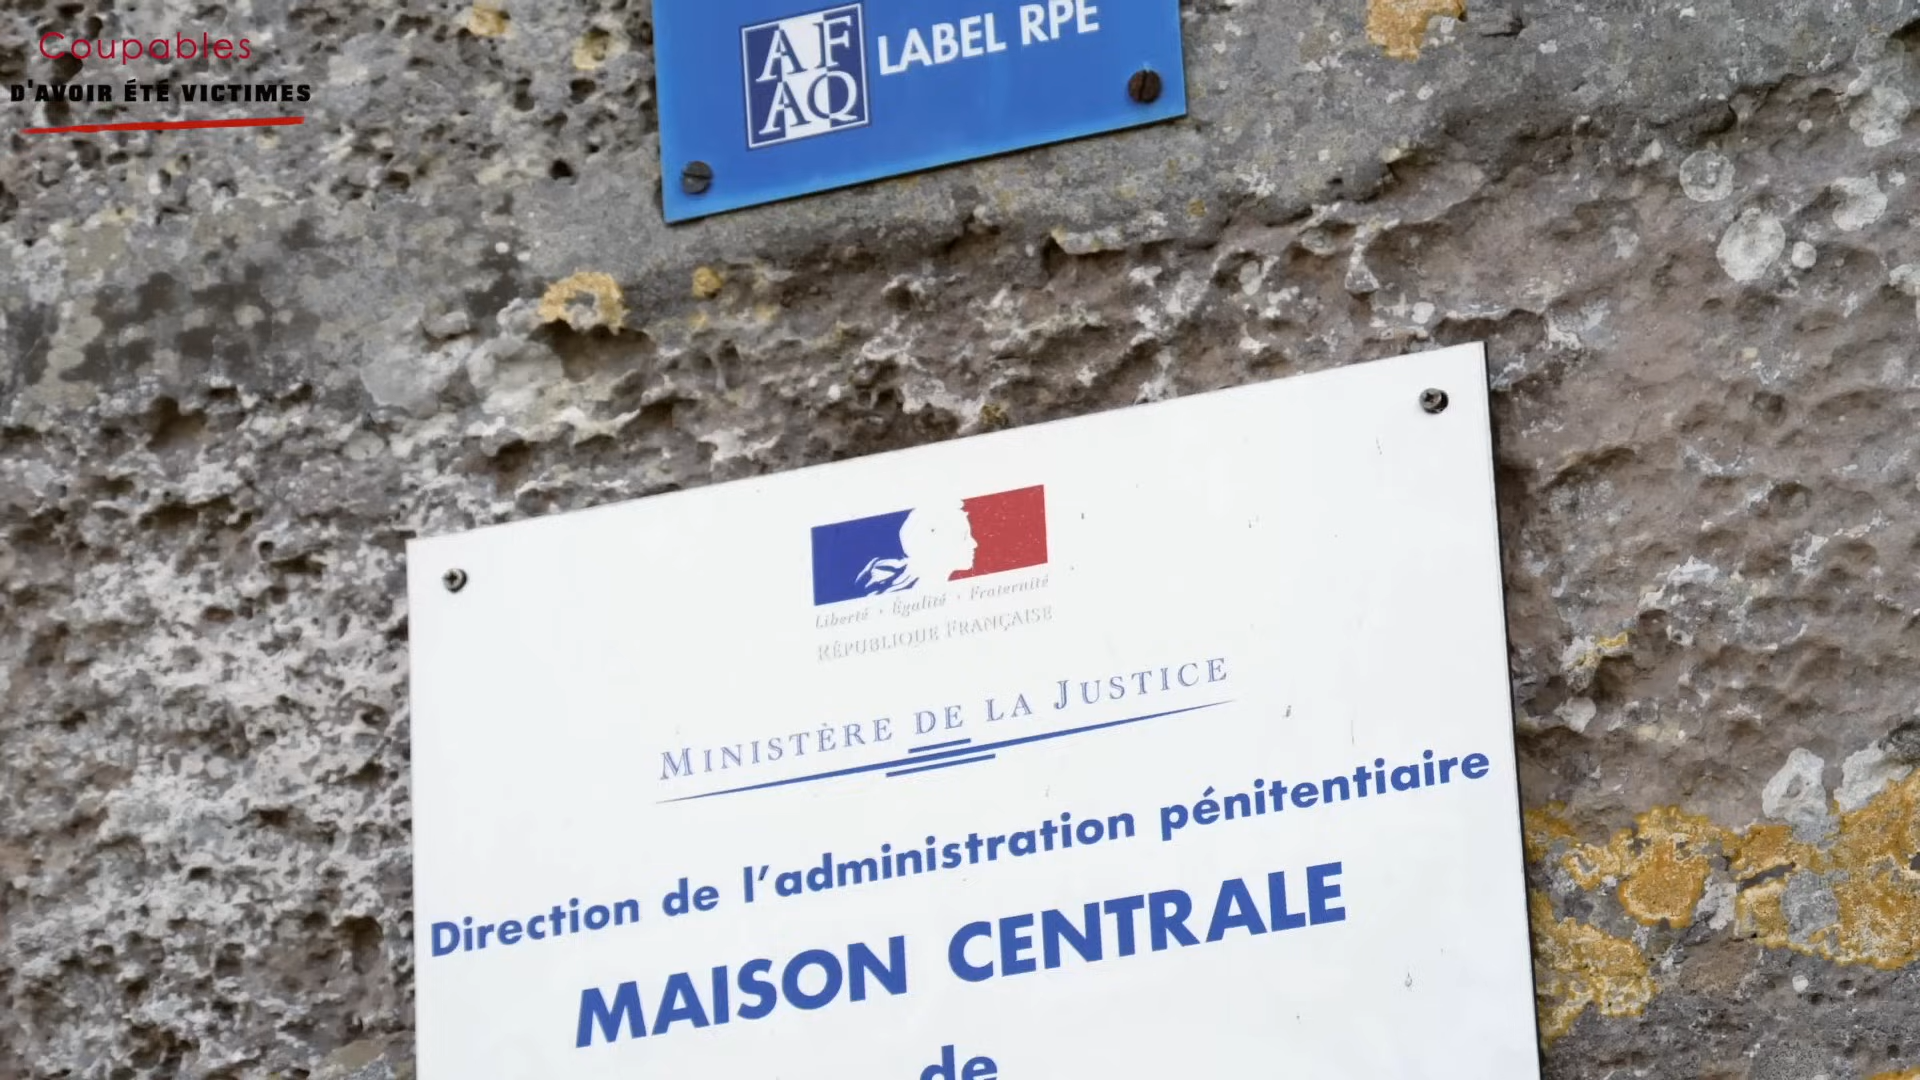 Coupables
D'AVOIR ÉTÉ VICTIMES
AFAQ LABEL RPE
Liberté • Égalité • Fraternité
RÉPUBLIQUE FRANÇAISE
MINISTÈRE DE LA JUSTICE
Direction de l'administration pénitentiaire
MAISON CENTRALE
de